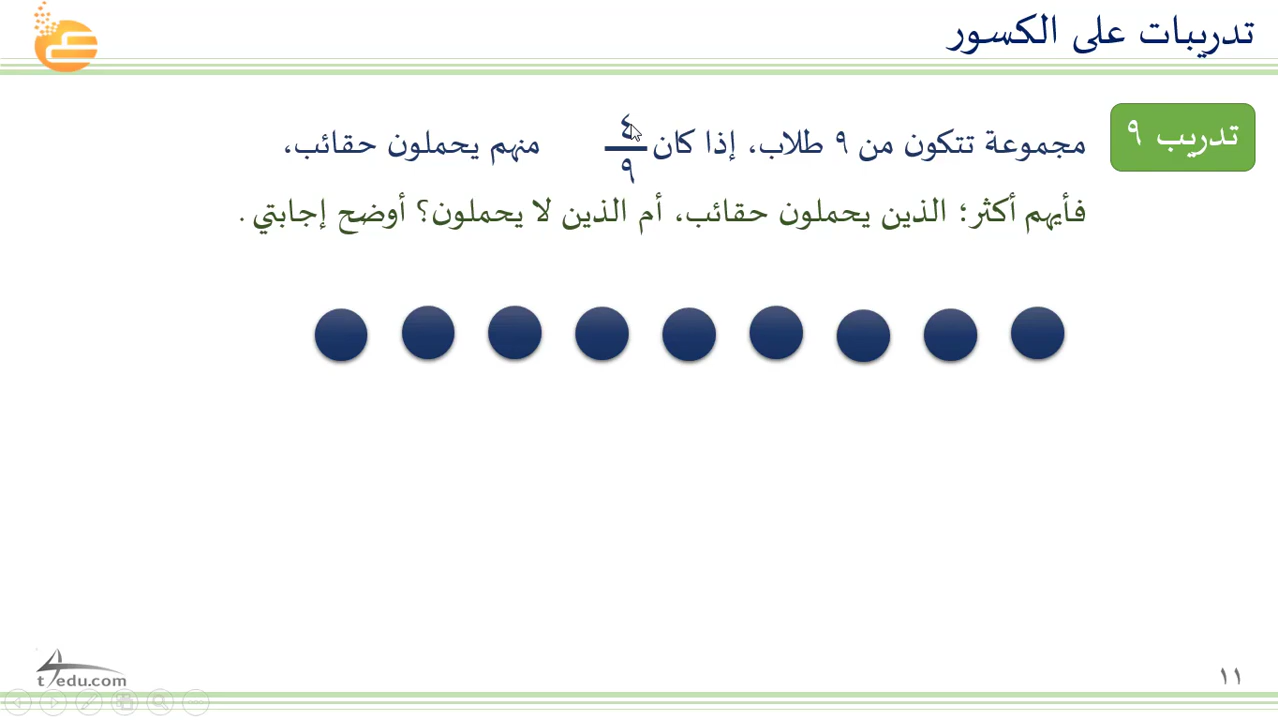 تدريبات على الكسور
تدريب ٩
مجموعة تتكون من ٩ طلاب، إذا كان ٤/٩ منهم يحملون حقائب،
فأيهم أكثر؛ الذين يحملون حقائب، أم الذين لا يحملون؟ أوضح إجابتي .
t4edu.com
١١